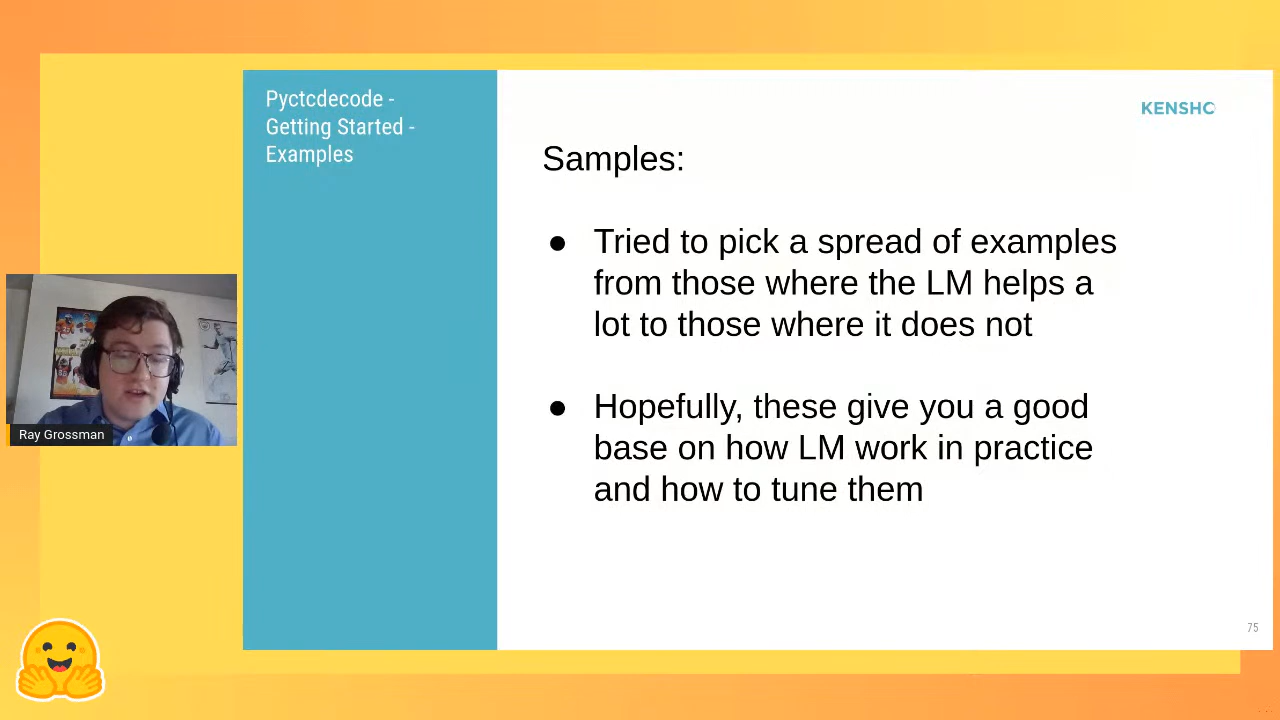 Pyctcdecode -
Getting Started -
Examples
KENSHO
Samples:
● Tried to pick a spread of examples
from those where the LM helps a
lot to those where it does not
● Hopefully, these give you a good
base on how LM work in practice
and how to tune them
Ray Grossman
75